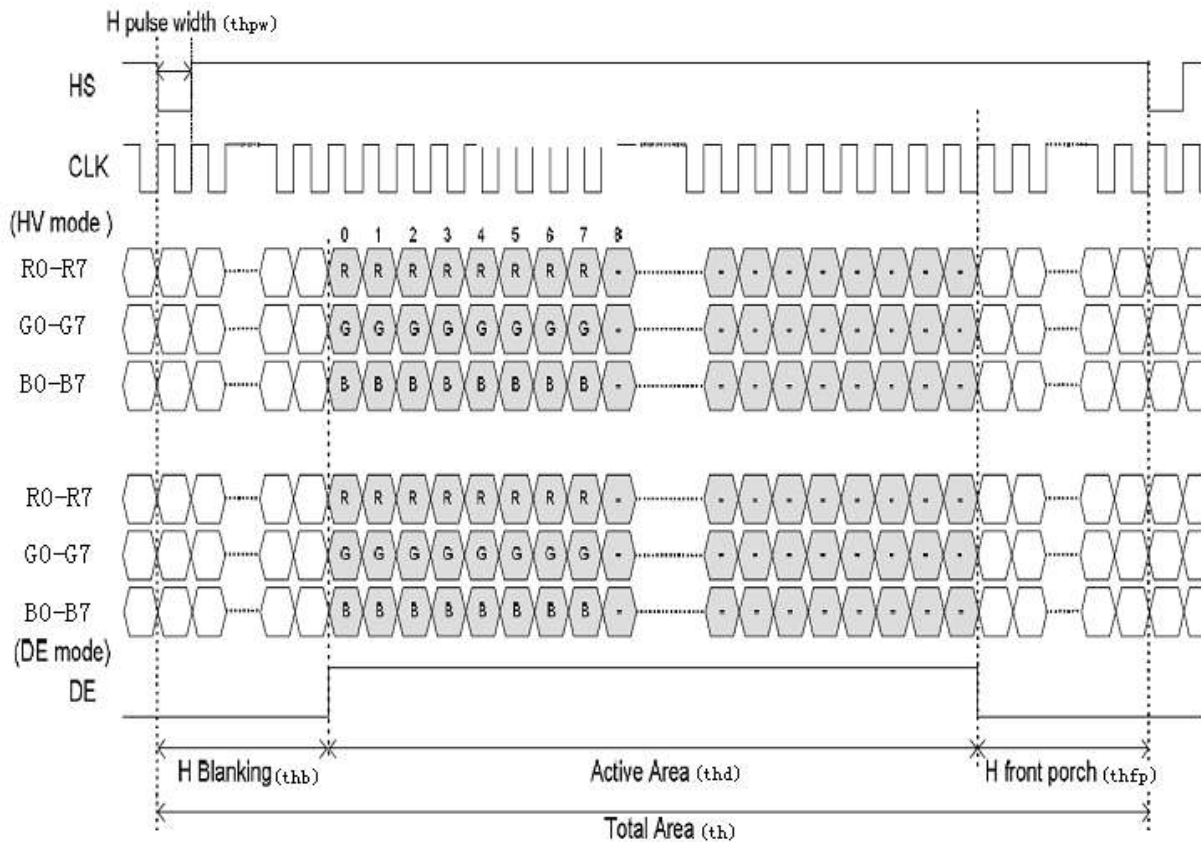 H pulse width (thpw)
HS
CLK
(HV mode )
0 1 2 3 4 5 6 7 8
R0-R7 R R R R R R R R - - - - - - - - -
G0-G7 G G G G G G G G - - - - - - - - -
B0-B7 B B B B B B B B - - - - - - - - -
R0-R7 R R R R R R R R - - - - - - - - -
G0-G7 G G G G G G G G - - - - - - - - -
B0-B7 B B B B B B B B - - - - - - - - -
(DE mode)
DE
H Blanking(thb) Active Area (thd) H front porch (thfp)
Total Area (th)